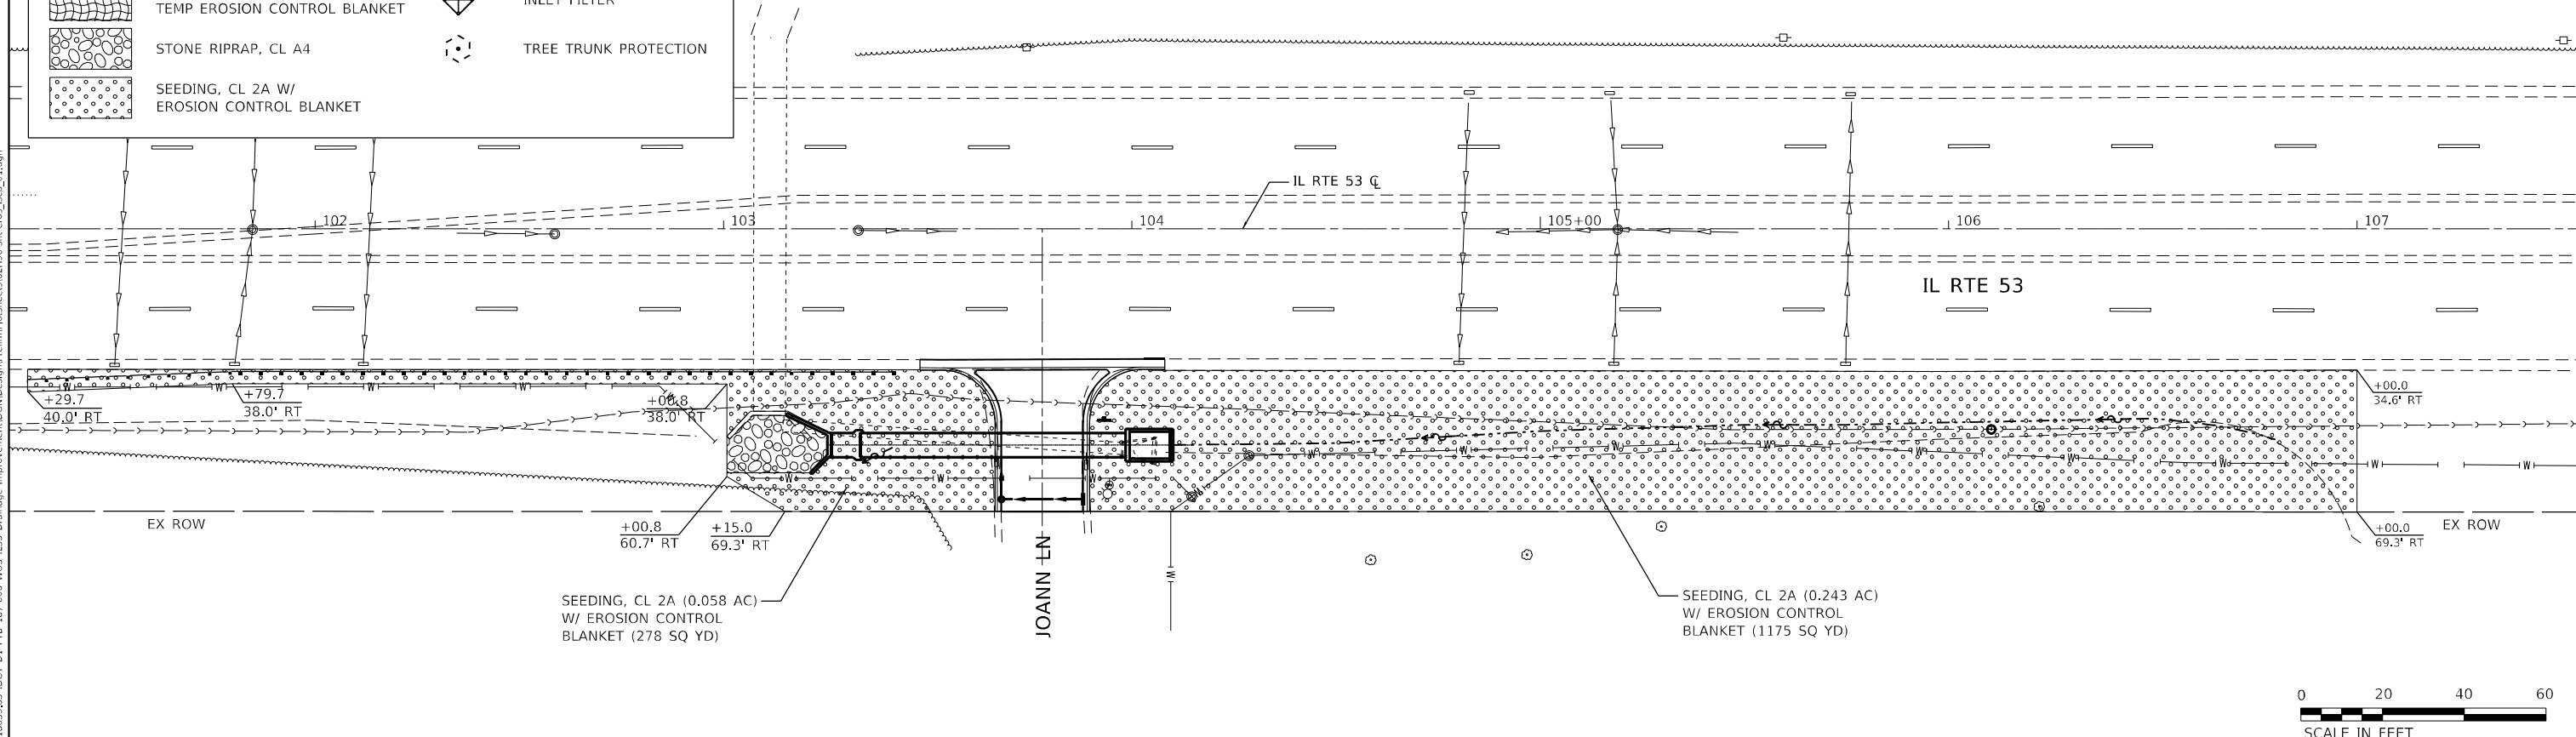 TEMP EROSION CONTROL BLANKET
STONE RIPRAP, CL A4
TREE TRUNK PROTECTION
SEEDING, CL 2A W/
EROSION CONTROL BLANKET
IL RTE 53 ℄
102
103
104
105+00
106
107
IL RTE 53
+29.7
40.0' RT
+79.7
38.0' RT
+00.8
38.0' RT
+00.0
34.6' RT
W W W W
W W W
W W W W W W W W W
EX ROW
+00.8
60.7' RT
+15.0
69.3' RT
JOANN LN
W
+00.0
69.3' RT
EX ROW
SEEDING, CL 2A (0.058 AC)
W/ EROSION CONTROL
BLANKET (278 SQ YD)
SEEDING, CL 2A (0.243 AC)
W/ EROSION CONTROL
BLANKET (1175 SQ YD)
0 20 40 60
SCALE IN FEET